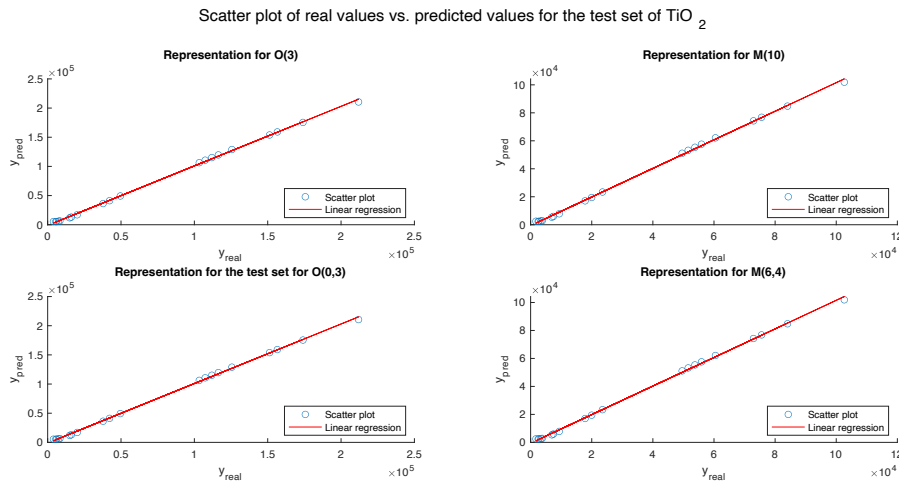 Scatter plot of real values vs. predicted values for the test set of TiO 2
Representation for O(3)
×10^5
2.5
2
1.5
1
0.5
0
y_pred
0 0.5 1 1.5 2 2.5
y_real
×10^5
Scatter plot
Linear regression
Representation for M(10)
×10^4
10
8
6
4
2
0
y_pred
0 2 4 6 8 10 12
y_real
×10^4
Scatter plot
Linear regression
Representation for the test set for O(0,3)
×10^5
2.5
2
1.5
1
0.5
0
y_pred
0 0.5 1 1.5 2 2.5
y_real
×10^5
Scatter plot
Linear regression
Representation for M(6,4)
×10^4
10
8
6
4
2
0
y_pred
0 2 4 6 8 10 12
y_real
×10^4
Scatter plot
Linear regression